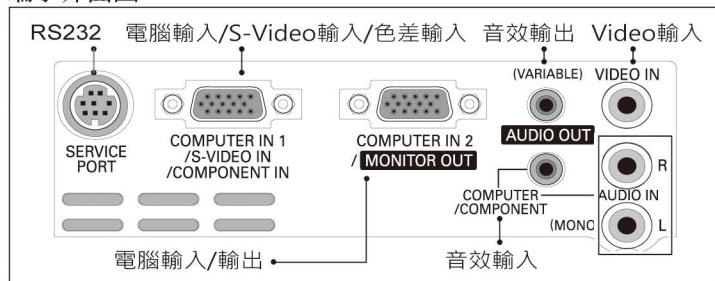 RS232 電腦輸入/S-Video輸入/色差輸入 音效輸出 Video輸入
(VARIABLE) VIDEO IN
AUDIO OUT
SERVICE
PORT
COMPUTER IN 1
/S-VIDEO IN
/COMPONENT IN
COMPUTER IN 2
/ MONITOR OUT
R
COMPUTER
/COMPONENT
AUDIO IN
(MONO
L
電腦輸入/輸出 音效輸入